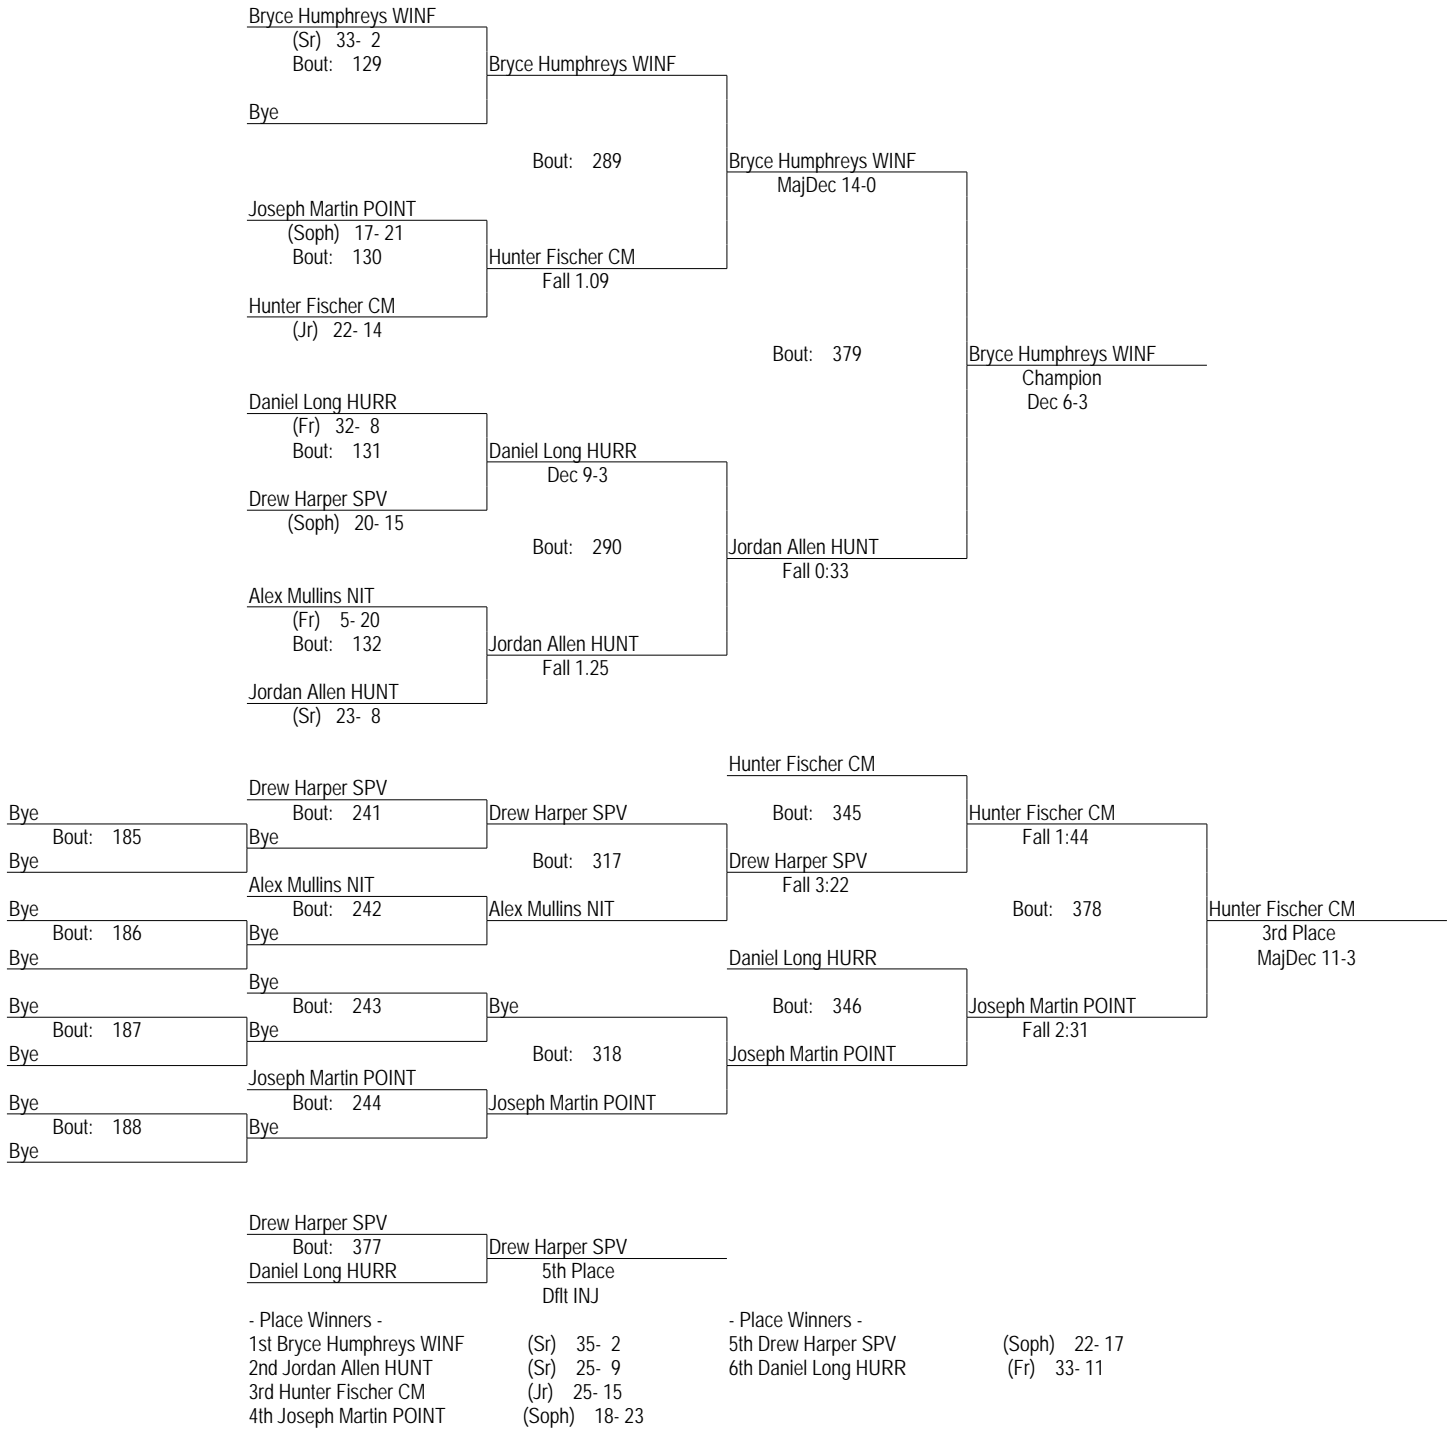 Bryce Humphreys WINF
(Sr) 33- 2
Bout: 129
Bryce Humphreys WINF
Bye
Bout: 289
Bryce Humphreys WINF
MajDec 14-0
Joseph Martin POINT
(Soph) 17- 21
Bout: 130
Hunter Fischer CM
Fall 1.09
Hunter Fischer CM
(Jr) 22- 14
Bout: 379
Bryce Humphreys WINF
Champion
Dec 6-3
Daniel Long HURR
(Fr) 32- 8
Bout: 131
Daniel Long HURR
Dec 9-3
Drew Harper SPV
(Soph) 20- 15
Bout: 290
Jordan Allen HUNT
Fall 0:33
Alex Mullins NIT
(Fr) 5- 20
Bout: 132
Jordan Allen HUNT
Fall 1.25
Jordan Allen HUNT
(Sr) 23- 8
Hunter Fischer CM
Drew Harper SPV
Bye
Bout: 241
Drew Harper SPV
Bout: 345
Hunter Fischer CM
Bout: 185
Bye
Fall 1:44
Bye
Bout: 317
Drew Harper SPV
Alex Mullins NIT
Fall 3:22
Bye
Bout: 242
Alex Mullins NIT
Bout: 378
Hunter Fischer CM
Bout: 186
Bye
3rd Place
Bye
Daniel Long HURR
MajDec 11-3
Bye
Bye
Bout: 243
Bye
Bout: 346
Joseph Martin POINT
Bout: 187
Bye
Fall 2:31
Bye
Bout: 318
Joseph Martin POINT
Joseph Martin POINT
Bye
Bout: 244
Joseph Martin POINT
Bout: 188
Bye
Bye
Drew Harper SPV
Bout: 377
Drew Harper SPV
Daniel Long HURR
5th Place
Dflt INJ
- Place Winners -
1st Bryce Humphreys WINF (Sr) 35- 2
2nd Jordan Allen HUNT (Sr) 25- 9
3rd Hunter Fischer CM (Jr) 25- 15
4th Joseph Martin POINT (Soph) 18- 23
- Place Winners -
5th Drew Harper SPV (Soph) 22- 17
6th Daniel Long HURR (Fr) 33- 11